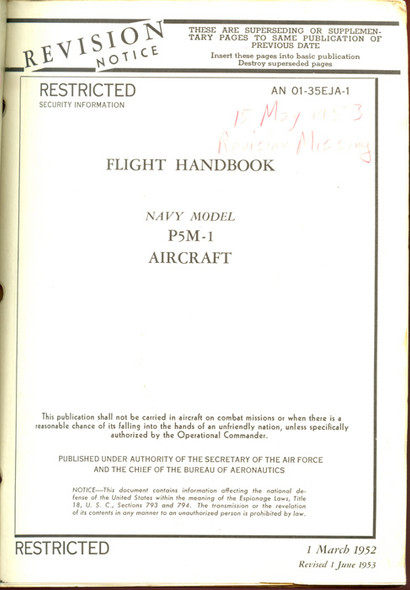 REVISION
NOTICE
THESE ARE SUPERSEDING OR SUPPLEMEN-
TARY PAGES TO SAME PUBLICATION OF
PREVIOUS DATE
Insert these pages into basic publication
Destroy superseded pages
RESTRICTED
SECURITY INFORMATION
AN 01-35EJA-1
15 May 1953
Revision Missing
FLIGHT HANDBOOK
NAVY MODEL
P5M-1
AIRCRAFT
This publication shall not be carried in aircraft on combat missions or when there is a
reasonable chance of its falling into the hands of an unfriendly nation, unless specifically
authorized by the Operational Commander.
PUBLISHED UNDER AUTHORITY OF THE SECRETARY OF THE AIR FORCE
AND THE CHIEF OF THE BUREAU OF AERONAUTICS
NOTICE—This document contains information affecting the national de-
fense of the United States within the meaning of the Espionage Laws, Title
18, U. S. C., Sections 793 and 794. The transmission or the revelation
of its contents in any manner to an unauthorized person is prohibited by law.
RESTRICTED
1 March 1952
Revised 1 June 1953